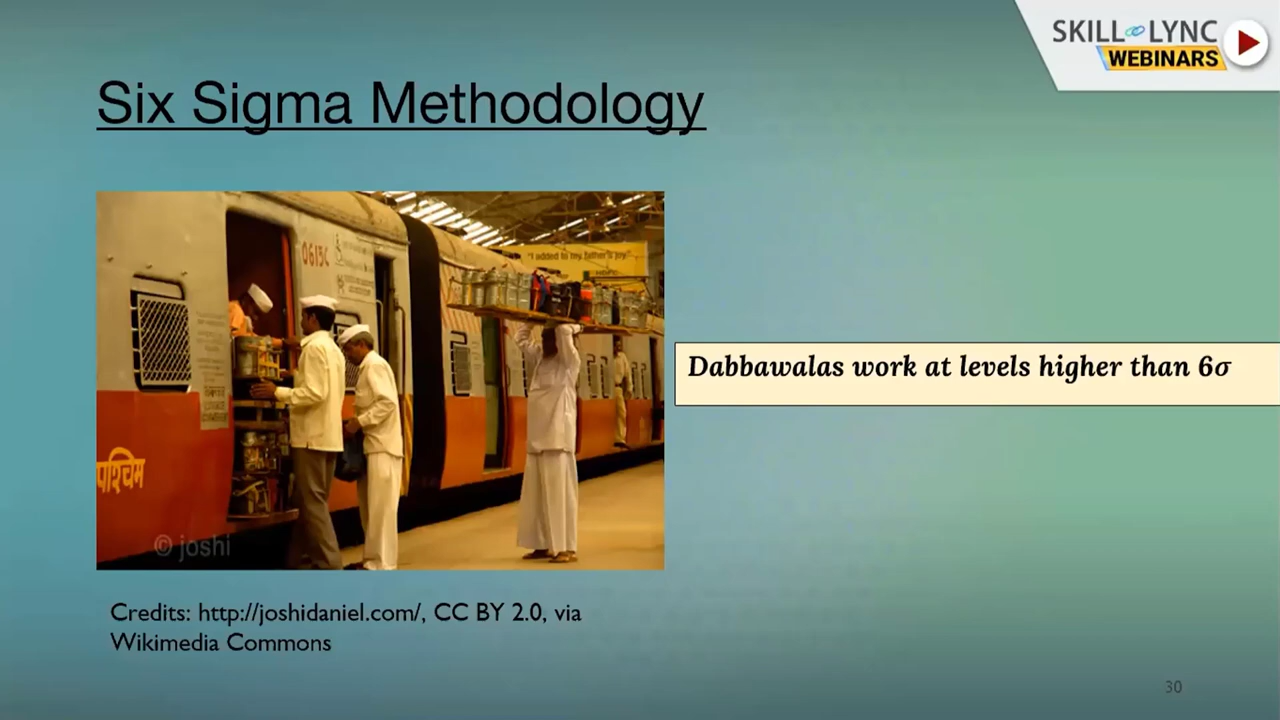 SKILL LYNC
WEBINARS
Six Sigma Methodology
0615C
"I added to my father's joy".
पश्चिम
© joshi
Dabbawalas work at levels higher than 6σ
Credits: http://joshidaniel.com/, CC BY 2.0, via
Wikimedia Commons
30